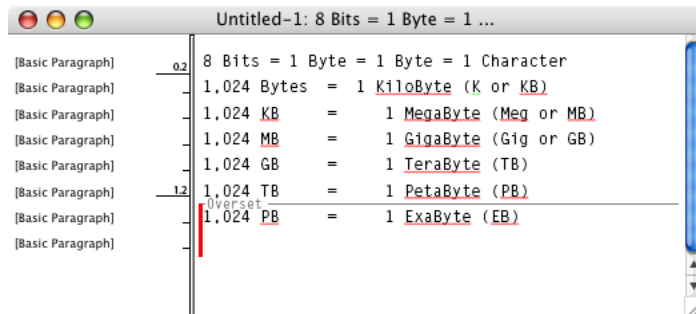 Untitled-1: 8 Bits = 1 Byte = 1 ...
[Basic Paragraph] 0.2 8 Bits = 1 Byte = 1 Byte = 1 Character
[Basic Paragraph] 1,024 Bytes = 1 KiloByte (K or KB)
[Basic Paragraph] 1,024 KB = 1 MegaByte (Meg or MB)
[Basic Paragraph] 1,024 MB = 1 GigaByte (Gig or GB)
[Basic Paragraph] 1,024 GB = 1 TeraByte (TB)
[Basic Paragraph] 1.2 1,024 TB = 1 PetaByte (PB)
Overset
[Basic Paragraph] 1,024 PB = 1 ExaByte (EB)
[Basic Paragraph]